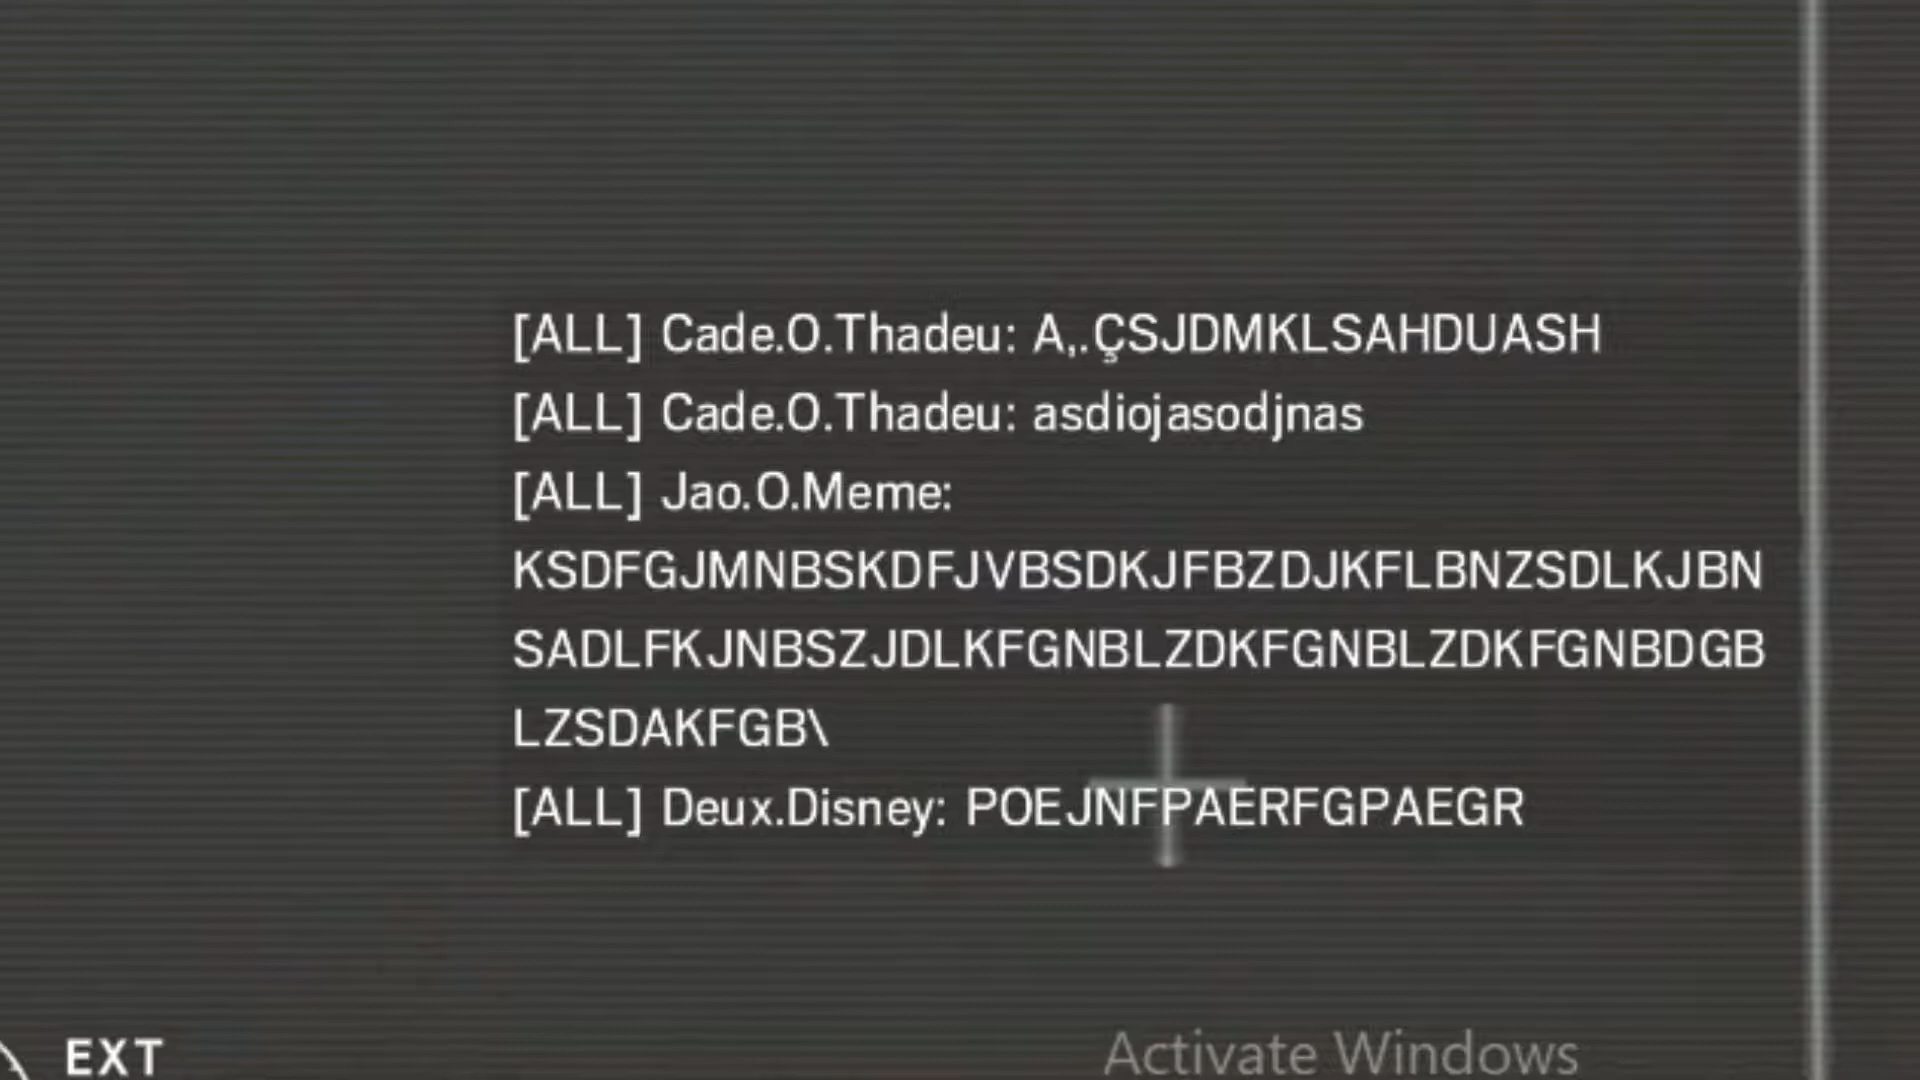 [ALL] Cade.O.Thadeu: A,.ÇSJDMKLSAHDUASH
[ALL] Cade.O.Thadeu: asdiojasodjnas
[ALL] Jao.O.Meme:
KSDFGJMNBSKDFJVBSDKJFBZDJKFLBNZSDLKJBN
SADLFKJNBSZJDLKFGNBLZDKFGNBLZDKFGNBDGB
LZSDAKFGB\
[ALL] Deux.Disney: POEJNFPAERFGPAEGR
EXT
Activate Windows